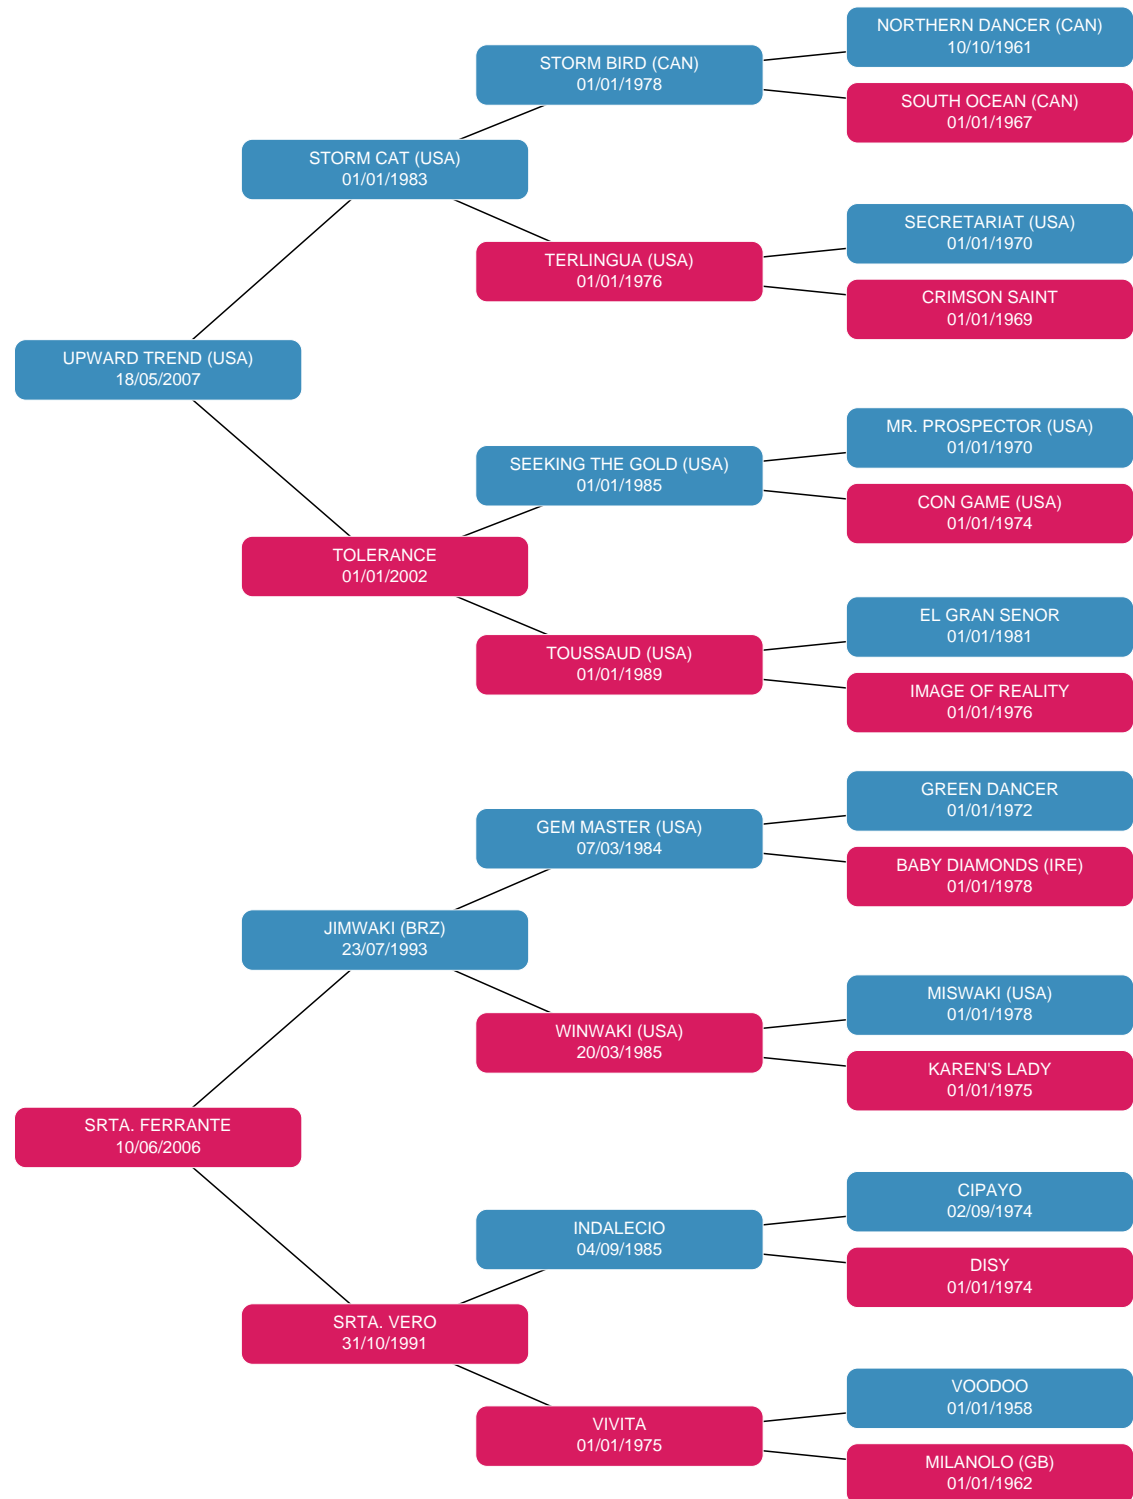 NORTHERN DANCER (CAN)
10/10/1961
STORM BIRD (CAN)
01/01/1978
SOUTH OCEAN (CAN)
01/01/1967
STORM CAT (USA)
01/01/1983
SECRETARIAT (USA)
01/01/1970
TERLINGUA (USA)
01/01/1976
CRIMSON SAINT
01/01/1969
UPWARD TREND (USA)
18/05/2007
MR. PROSPECTOR (USA)
01/01/1970
SEEKING THE GOLD (USA)
01/01/1985
CON GAME (USA)
01/01/1974
TOLERANCE
01/01/2002
EL GRAN SENOR
01/01/1981
TOUSSAUD (USA)
01/01/1989
IMAGE OF REALITY
01/01/1976
GREEN DANCER
01/01/1972
GEM MASTER (USA)
07/03/1984
BABY DIAMONDS (IRE)
01/01/1978
JIMWAKI (BRZ)
23/07/1993
MISWAKI (USA)
01/01/1978
WINWAKI (USA)
20/03/1985
KAREN'S LADY
01/01/1975
SRTA. FERRANTE
10/06/2006
CIPAYO
02/09/1974
INDALECIO
04/09/1985
DISY
01/01/1974
SRTA. VERO
31/10/1991
VOODOO
01/01/1958
VIVITA
01/01/1975
MILANOLO (GB)
01/01/1962